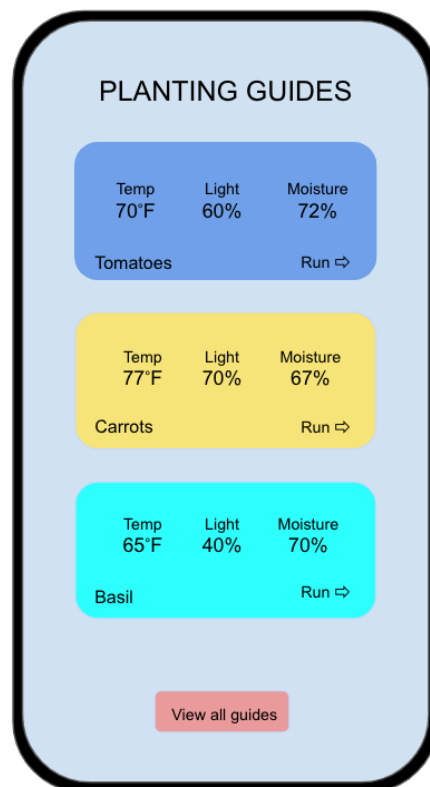 PLANTING GUIDES
Temp Light Moisture
70°F 60% 72%
Tomatoes Run ⇨
Temp Light Moisture
77°F 70% 67%
Carrots Run ⇨
Temp Light Moisture
65°F 40% 70%
Basil Run ⇨
View all guides